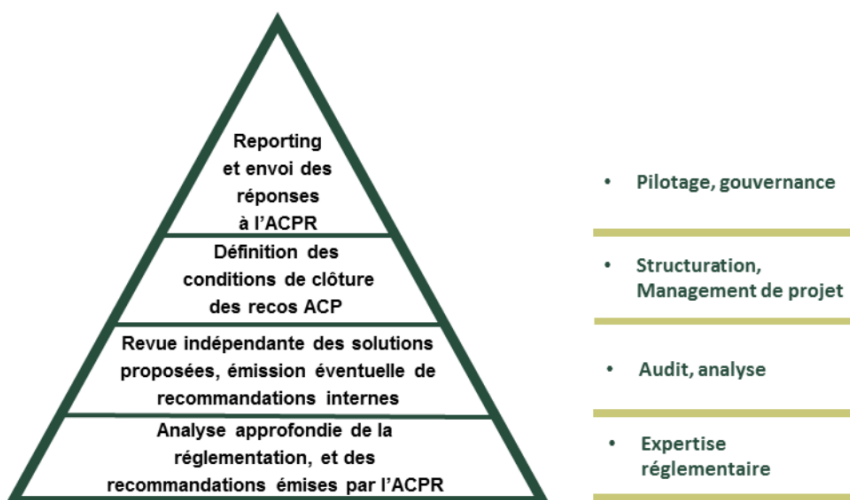 Reporting
et envoi des
réponses
à l'ACPR
Définition des
conditions de clôture
des recos ACP
Revue indépendante des solutions
proposées, émission éventuelle de
recommandations internes
Analyse approfondie de la
réglementation, et des
recommandations émises par l'ACPR
• Pilotage, gouvernance
• Structuration,
Management de projet
• Audit, analyse
• Expertise
réglementaire